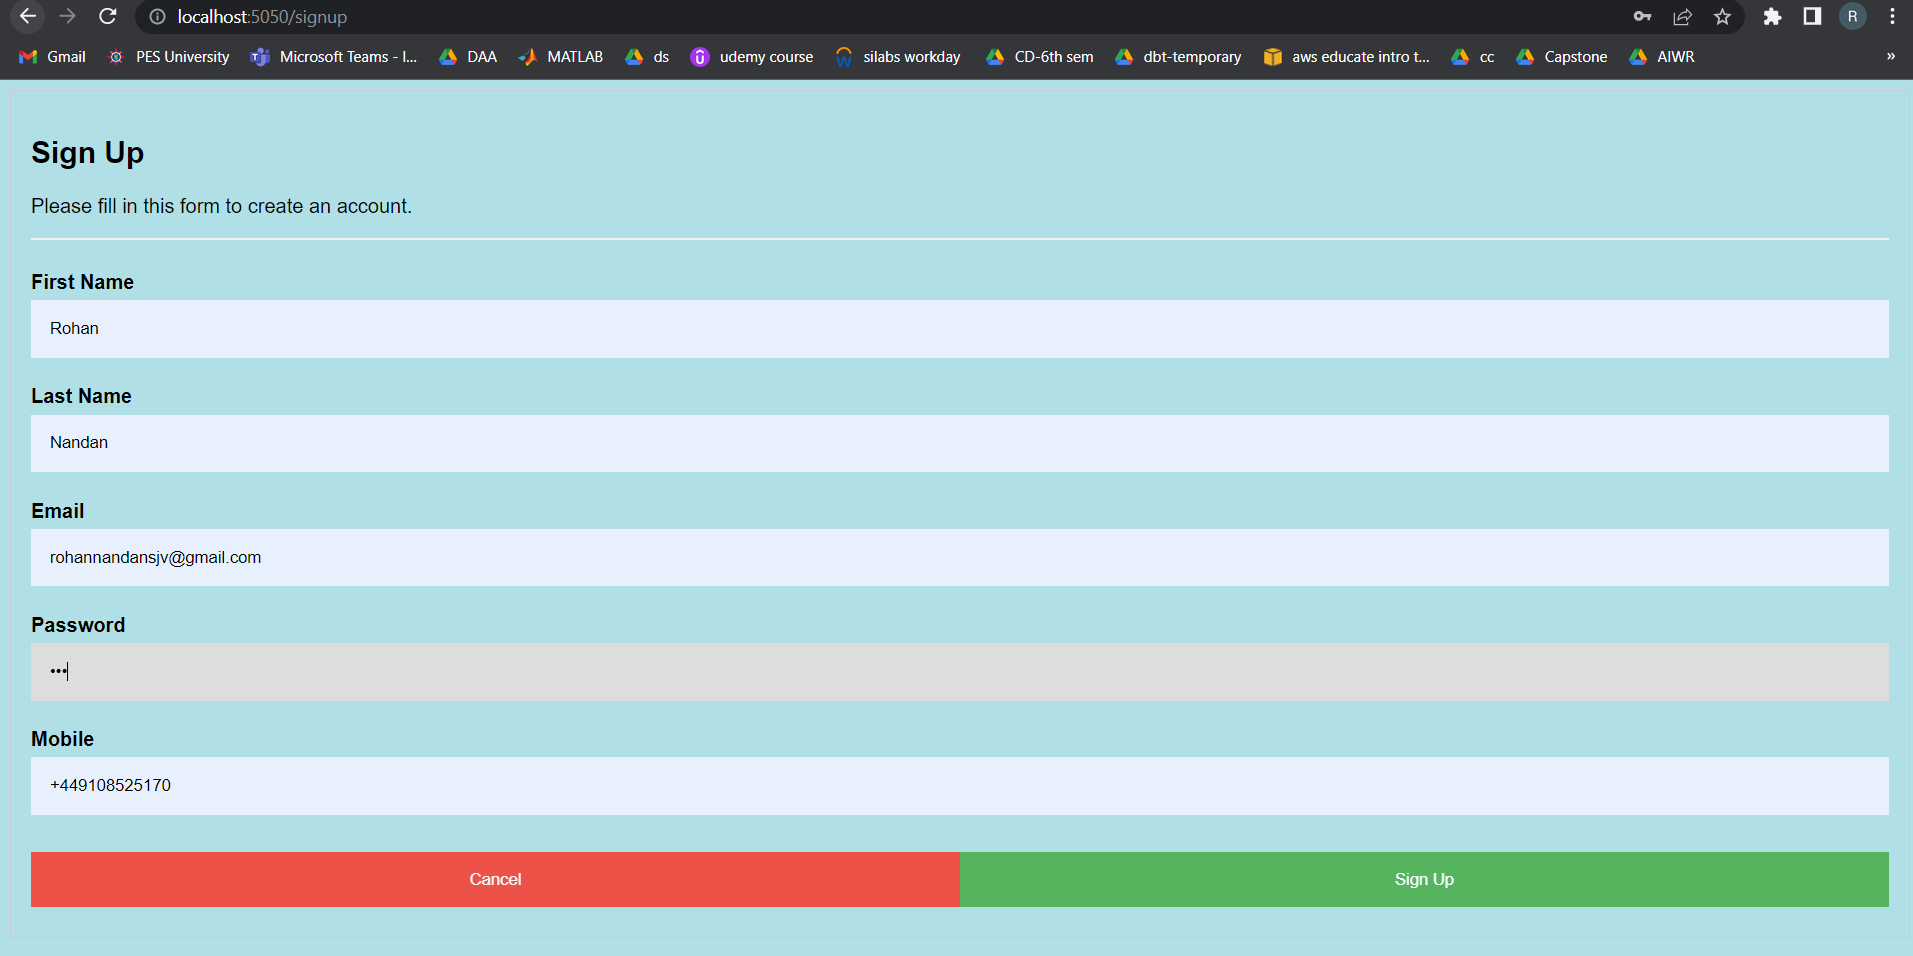 localhost:5050/signup
R
Gmail PES University Microsoft Teams - I... DAA MATLAB ds udemy course silabs workday CD-6th sem dbt-temporary aws educate intro t... cc Capstone AIWR »
Sign Up
Please fill in this form to create an account.
First Name
Rohan
Last Name
Nandan
Email
rohannandansjv@gmail.com
Password
•••
Mobile
+449108525170
Cancel Sign Up